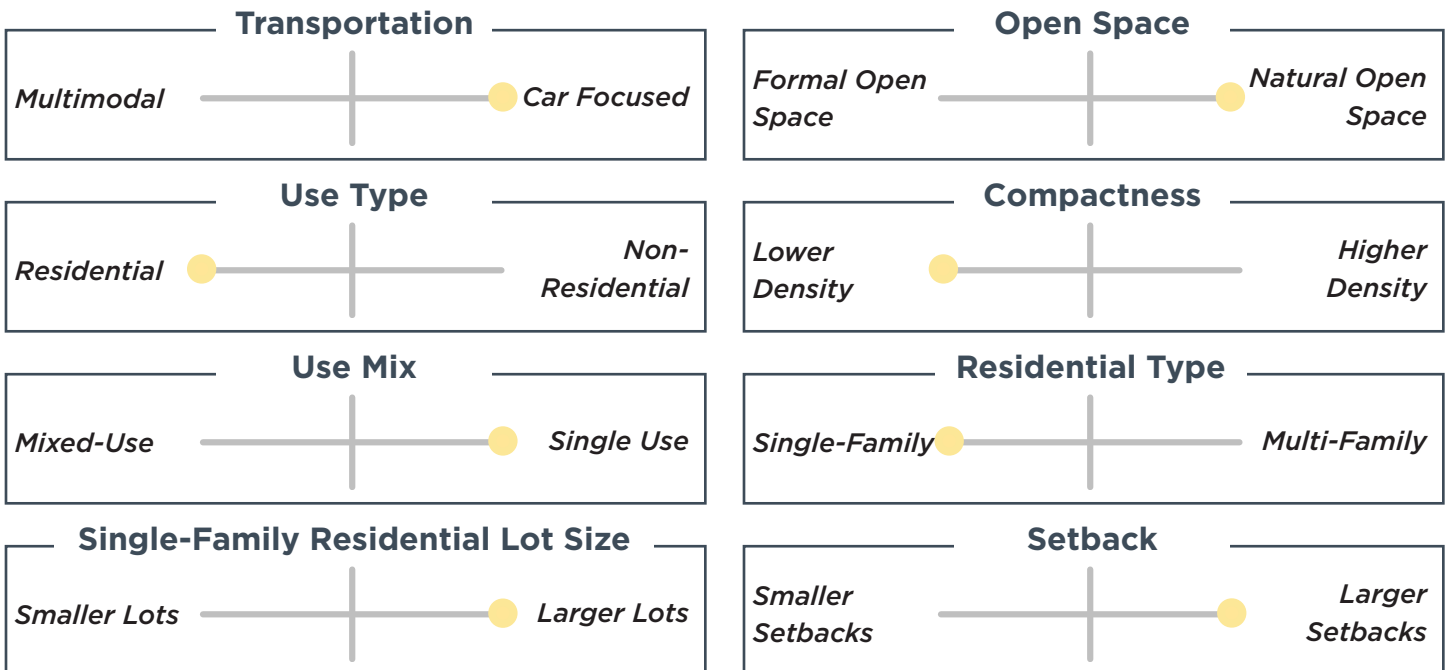 Transportation
Multimodal
Car Focused
Open Space
Formal Open
Space
Natural Open
Space
Use Type
Residential
Non-
Residential
Compactness
Lower
Density
Higher
Density
Use Mix
Mixed-Use
Single Use
Residential Type
Single-Family
Multi-Family
Single-Family Residential Lot Size
Smaller Lots
Larger Lots
Setback
Smaller
Setbacks
Larger
Setbacks